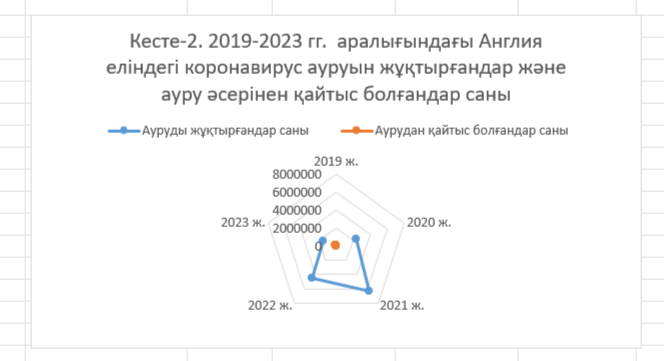 Кесте-2. 2019-2023 гг.  аралығындағы Англия
еліндегі коронавирус ауруын жұқтырғандар және
ауру әсерінен қайтыс болғандар саны
Ауруды жұқтырғандар саны
Аурудан қайтыс болғандар саны
2019 ж.
8000000
6000000
4000000
2000000
0
2023 ж.
2020 ж.
2022 ж.
2021 ж.